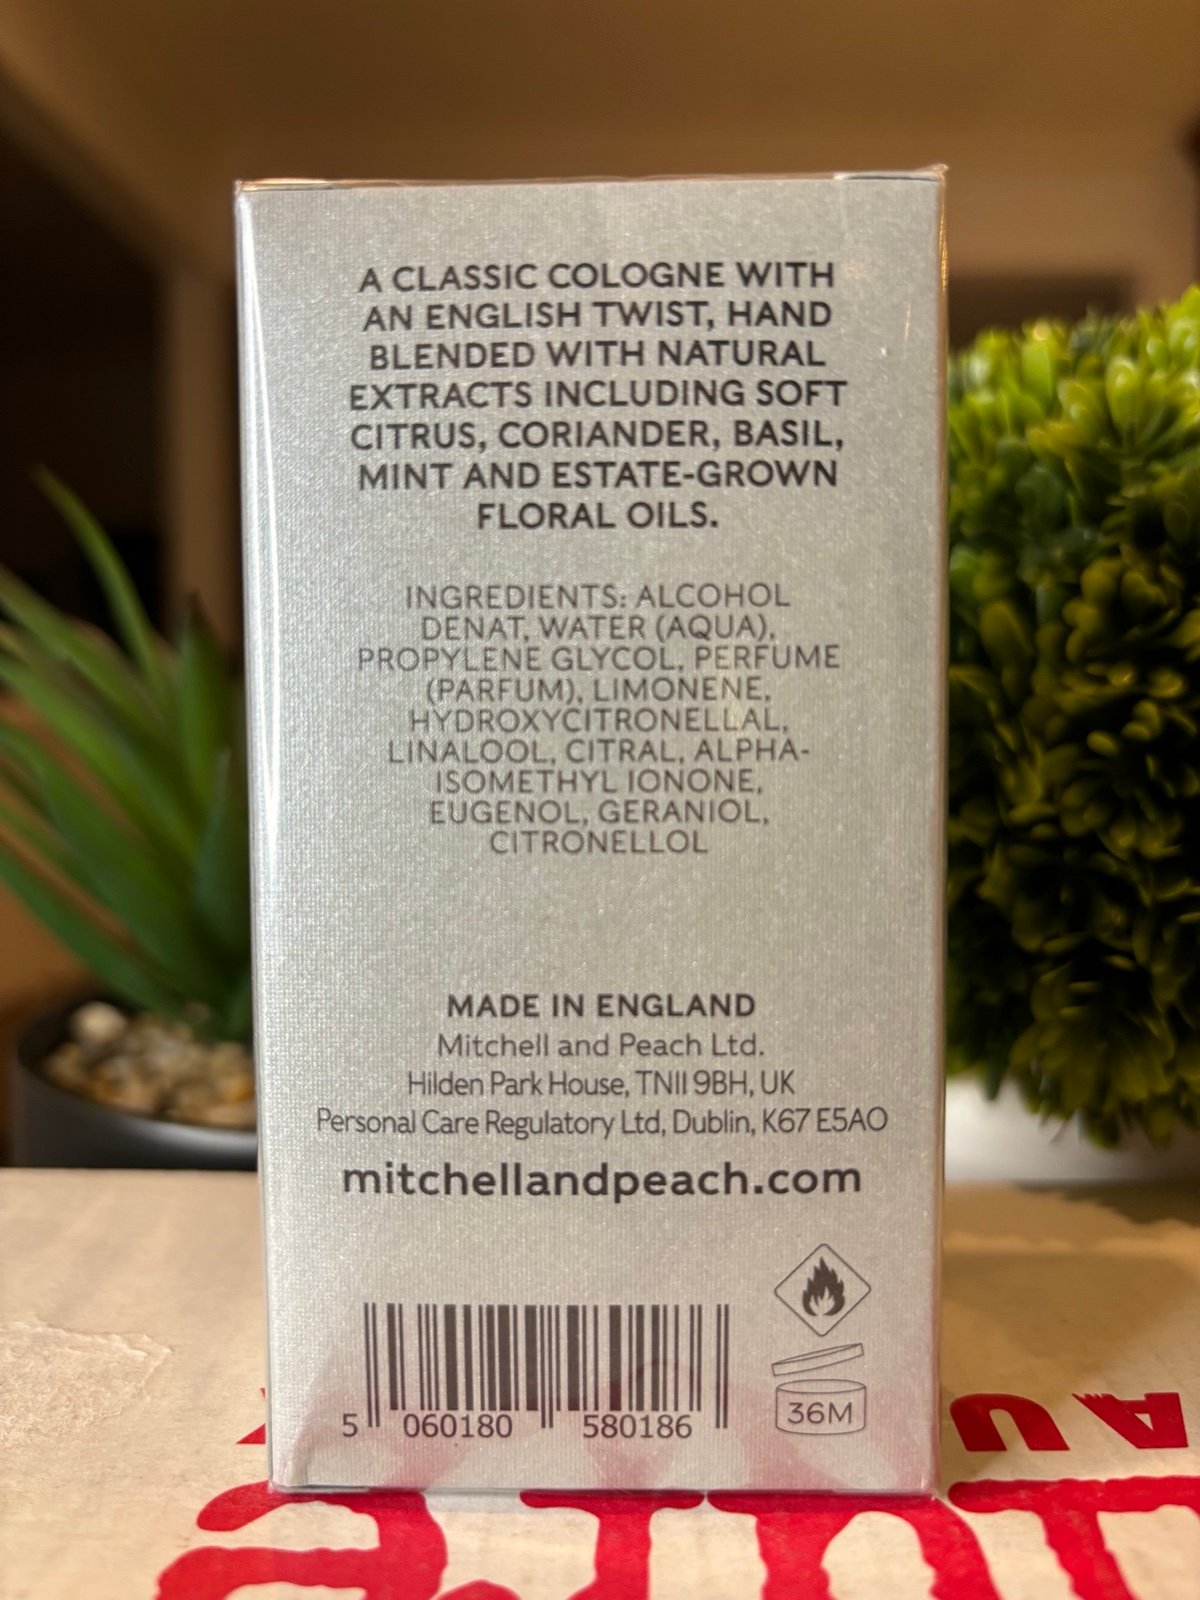 A CLASSIC COLOGNE WITH
AN ENGLISH TWIST, HAND
BLENDED WITH NATURAL
EXTRACTS INCLUDING SOFT
CITRUS, CORIANDER, BASIL,
MINT AND ESTATE-GROWN
FLORAL OILS.
INGREDIENTS: ALCOHOL
DENAT, WATER (AQUA),
PROPYLENE GLYCOL, PERFUME
(PARFUM), LIMONENE,
HYDROXYCITRONELLAL,
LINALOOL, CITRAL, ALPHA-
ISOMETHYL IONONE,
EUGENOL, GERANIOL,
CITRONELLOL
MADE IN ENGLAND
Mitchell and Peach Ltd.
Hilden Park House, TN11 9BH, UK
Personal Care Regulatory Ltd, Dublin, K67 E5A0
mitchellandpeach.com
36M
5 060180 580186